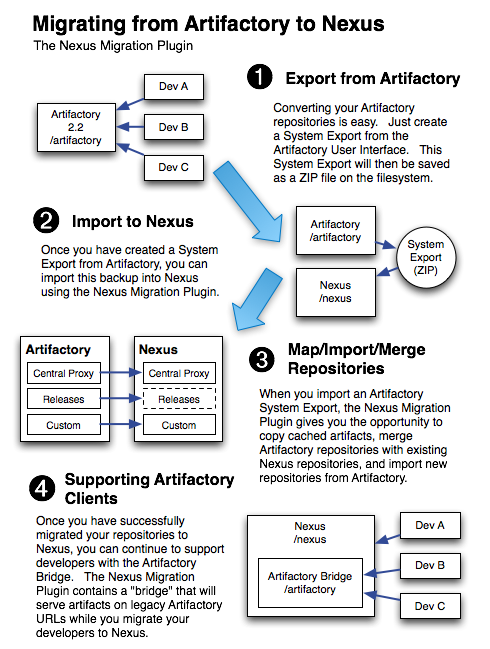 Migrating from Artifactory to Nexus
The Nexus Migration Plugin
Artifactory
2.2
/artifactory
Dev A
Dev B
Dev C
1
Export from Artifactory
Converting your Artifactory
repositories is easy. Just create
a System Export from the
Artifactory User Interface. This
System Export will then be saved
as a ZIP file on the filesystem.
2
Import to Nexus
Once you have created a System
Export from Artifactory, you can
import this backup into Nexus
using the Nexus Migration Plugin.
Artifactory
/artifactory
Nexus
/nexus
System
Export
(ZIP)
Artifactory
Central Proxy
Releases
Custom
Nexus
Central Proxy
Releases
Custom
3
Map/Import/Merge
Repositories
When you import an Artifactory
System Export, the Nexus Migration
Plugin gives you the opportunity to
copy cached artifacts, merge
Artifactory repositories with existing
Nexus repositories, and import new
repositories from Artifactory.
4
Supporting Artifactory
Clients
Once you have successfully
migrated your repositories to
Nexus, you can continue to support
developers with the Artifactory
Bridge. The Nexus Migration
Plugin contains a "bridge" that will
serve artifacts on legacy Artifactory
URLs while you migrate your
developers to Nexus.
Nexus
/nexus
Artifactory Bridge
/artifactory
Dev A
Dev B
Dev C